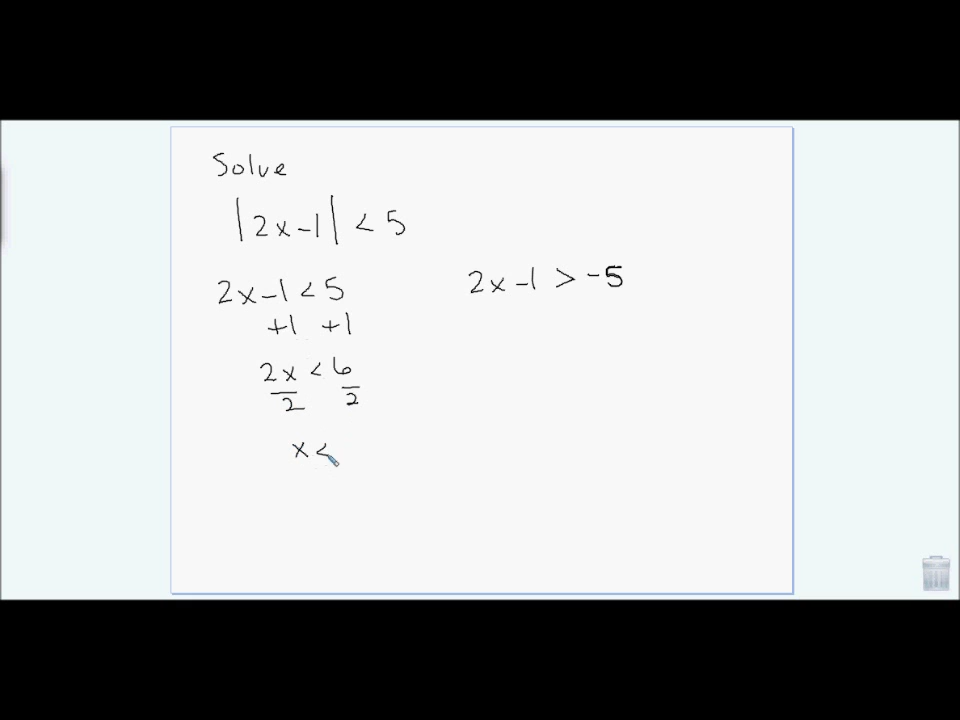 Solve
|2x-1| < 5
2x-1 < 5
+1 +1
2x < 6
2 2
x <
2x-1 > -5